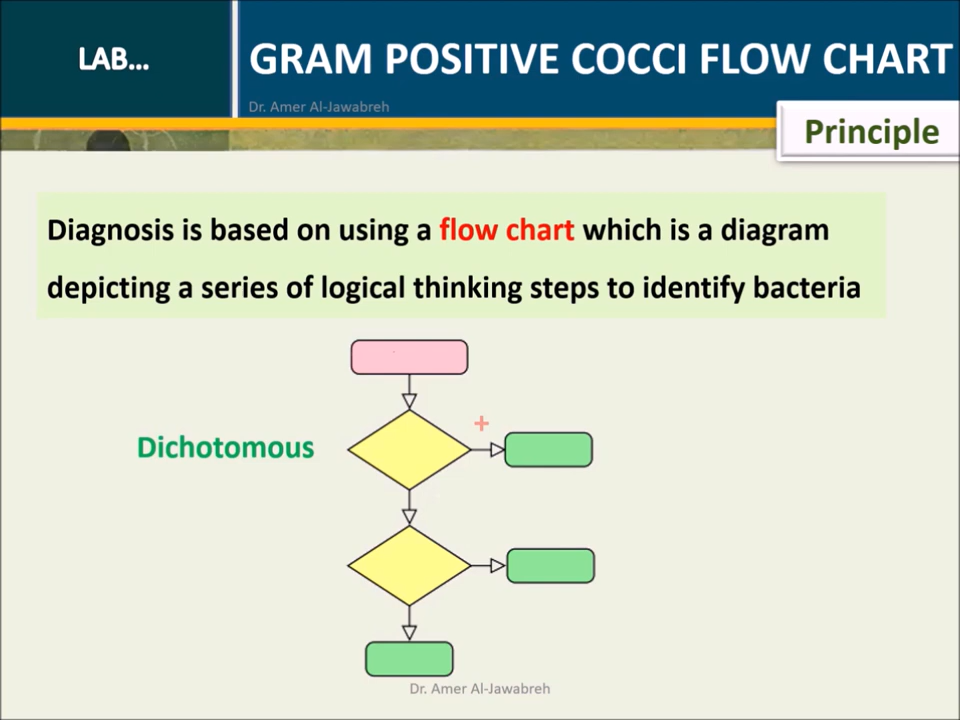 LAB...
GRAM POSITIVE COCCI FLOW CHART
Dr. Amer Al-Jawabreh
Principle
Diagnosis is based on using a flow chart which is a diagram
depicting a series of logical thinking steps to identify bacteria
+
Dichotomous
Dr. Amer Al-Jawabreh